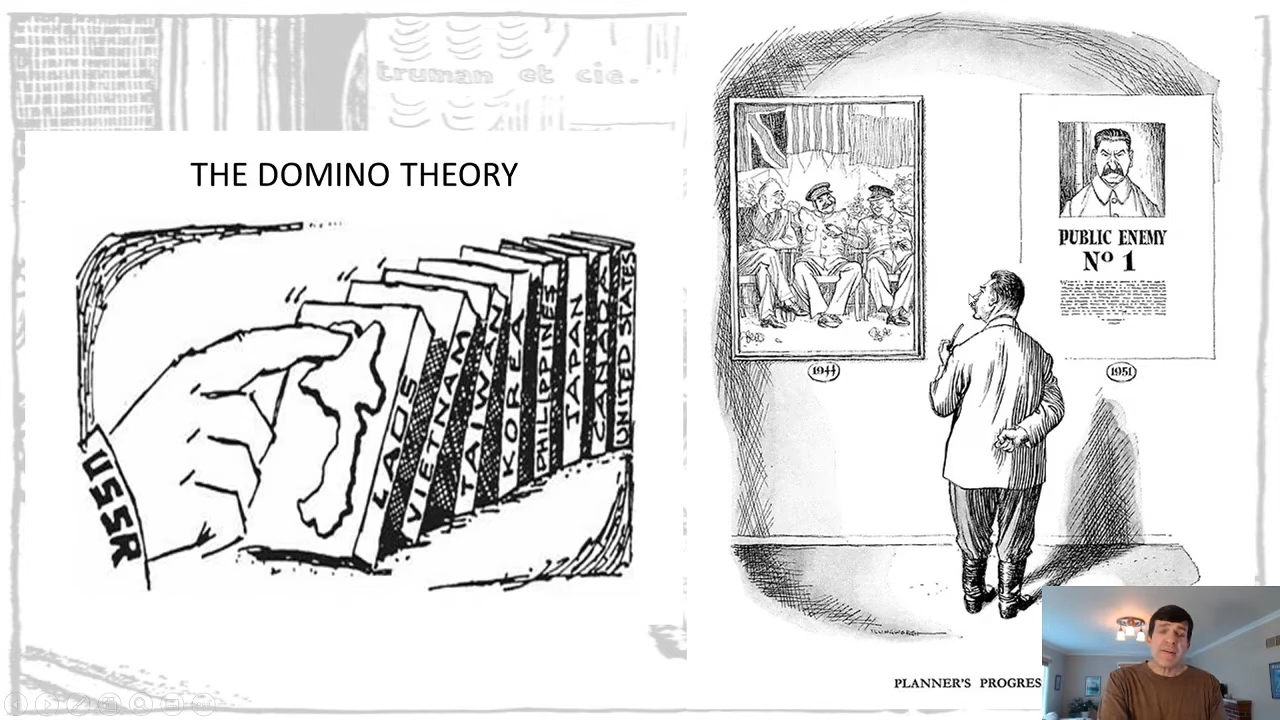 truman et cie.
THE DOMINO THEORY
USSR
LAOS
VIETNAM
TAIWAN
KOREA
PHILIPPINES
JAPAN
CANADA
UNITED STATES
PUBLIC ENEMY
Nº 1
1944
1951
ILLINGWORTH
PLANNER'S PROGRES